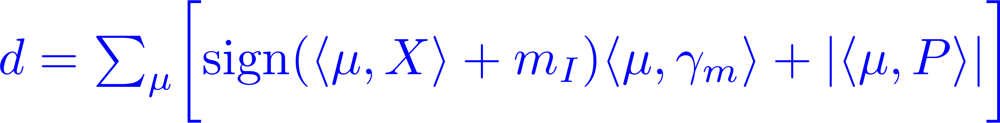 d = ∑_μ [sign(⟨μ, X⟩ + m_I)⟨μ, γ_m⟩ + |⟨μ, P⟩|]